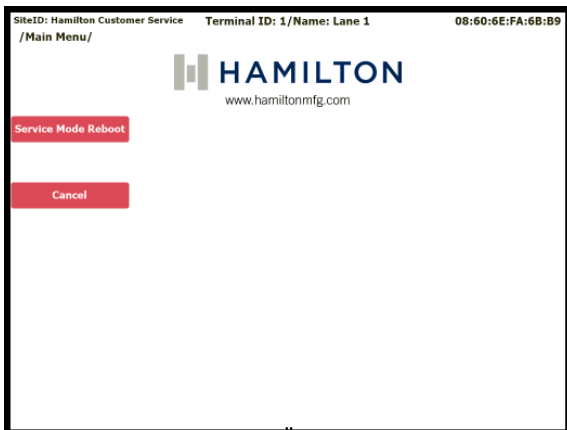 SiteID: Hamilton Customer Service Terminal ID: 1/Name: Lane 1 08:60:6E:FA:6B:B9
/Main Menu/
HAMILTON
www.hamiltonmfg.com
Service Mode Reboot
Cancel